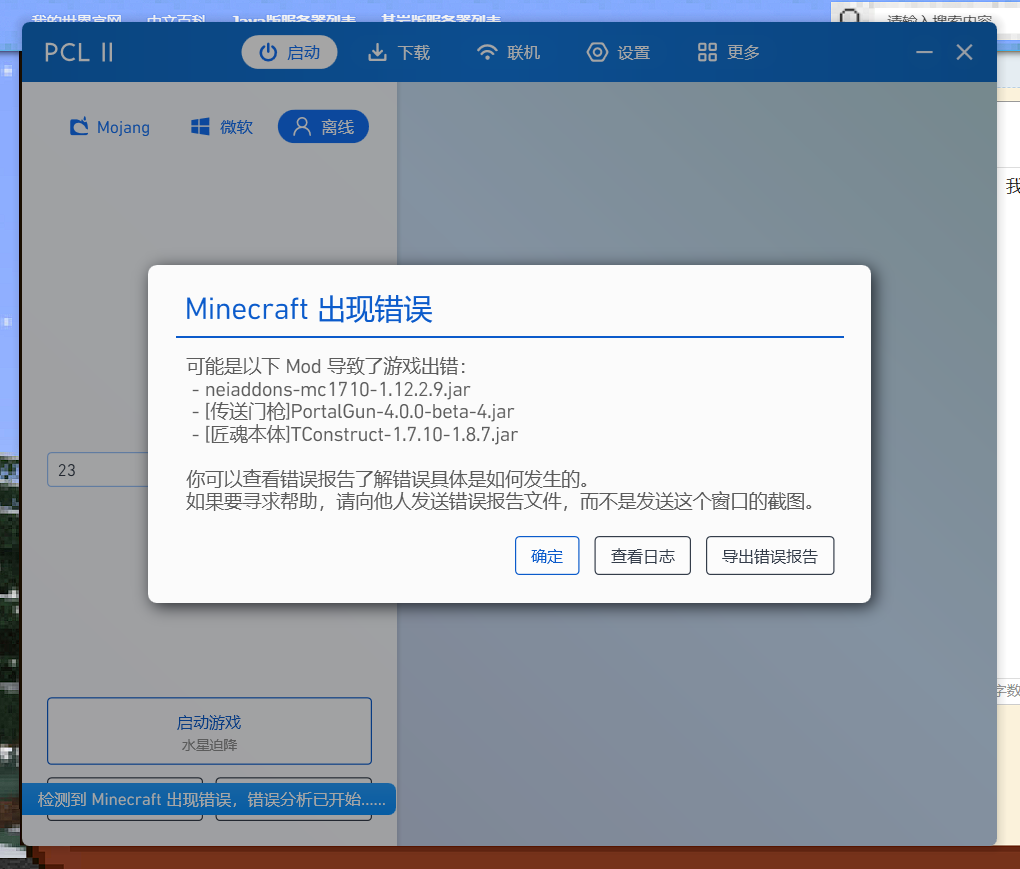 我的世界官网 中文百科 Java版服务器列表 基岩版服务器列表
请输入搜索内容
PCL II 启动 下载 联机 设置 更多
Mojang 微软 离线
我
Minecraft 出现错误
可能是以下 Mod 导致了游戏出错：
- neiaddons-mc1710-1.12.2.9.jar
- [传送门枪]PortalGun-4.0.0-beta-4.jar
- [匠魂本体]TConstruct-1.7.10-1.8.7.jar
23
你可以查看错误报告了解错误具体是如何发生的。
如果要寻求帮助，请向他人发送错误报告文件，而不是发送这个窗口的截图。
确定 查看日志 导出错误报告
字数
启动游戏
水星迫降
检测到 Minecraft 出现错误，错误分析已开始......